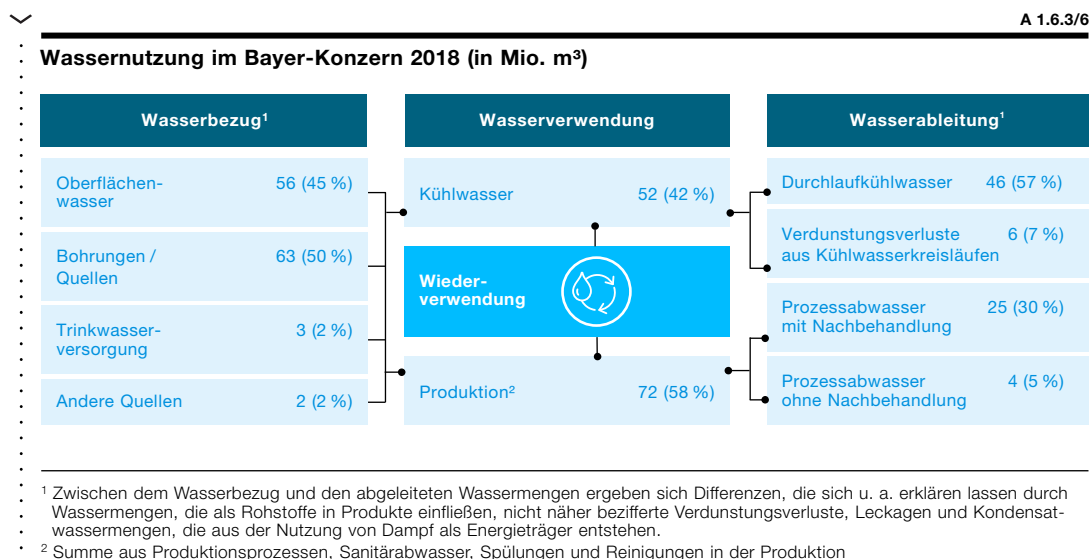 A 1.6.3/6
Wassernutzung im Bayer-Konzern 2018 (in Mio. m³)
Wasserbezug¹
Oberflächen-
wasser
56 (45 %)
Bohrungen /
Quellen
63 (50 %)
Trinkwasser-
versorgung
3 (2 %)
Andere Quellen
2 (2 %)
Wasserverwendung
Kühlwasser
52 (42 %)
Wieder-
verwendung
Produktion²
72 (58 %)
Wasserableitung¹
Durchlaufkühlwasser
46 (57 %)
Verdunstungsverluste
aus Kühlwasserkreisläufen
6 (7 %)
Prozessabwasser
mit Nachbehandlung
25 (30 %)
Prozessabwasser
ohne Nachbehandlung
4 (5 %)
¹ Zwischen dem Wasserbezug und den abgeleiteten Wassermengen ergeben sich Differenzen, die sich u. a. erklären lassen durch
Wassermengen, die als Rohstoffe in Produkte einfließen, nicht näher bezifferte Verdunstungsverluste, Leckagen und Kondensat-
wassermengen, die aus der Nutzung von Dampf als Energieträger entstehen.
² Summe aus Produktionsprozessen, Sanitärabwasser, Spülungen und Reinigungen in der Produktion